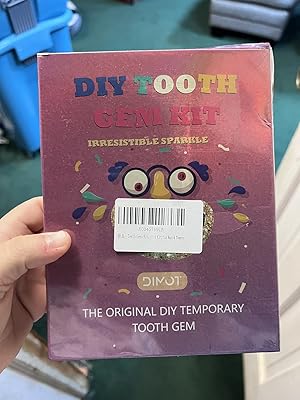 DIY TOOTH
GEM KIT
IRRESISTIBLE SPARKLE
DIMOT
THE ORIGINAL DIY TEMPORARY
TOOTH GEM